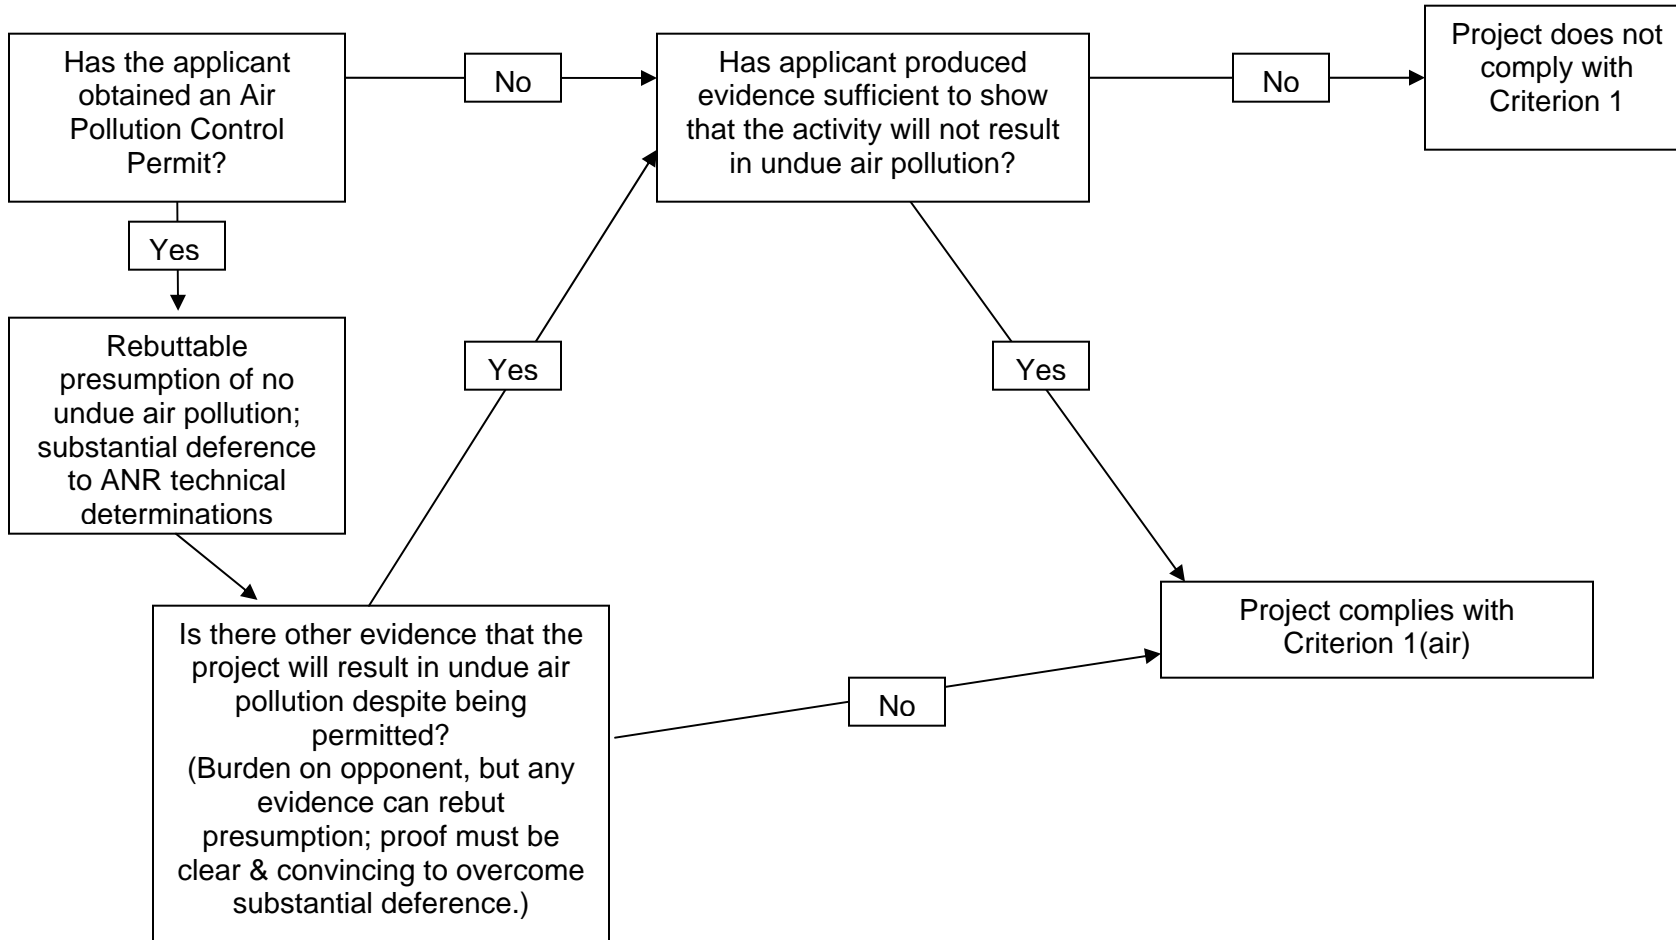 Has the applicant
obtained an Air
Pollution Control
Permit?
No
Has applicant produced
evidence sufficient to show
that the activity will not result
in undue air pollution?
No
Project does not
comply with
Criterion 1
Yes
Rebuttable
presumption of no
undue air pollution;
substantial deference
to ANR technical
determinations
Yes
Yes
Is there other evidence that the
project will result in undue air
pollution despite being
permitted?
(Burden on opponent, but any
evidence can rebut
presumption; proof must be
clear & convincing to overcome
substantial deference.)
No
Project complies with
Criterion 1(air)